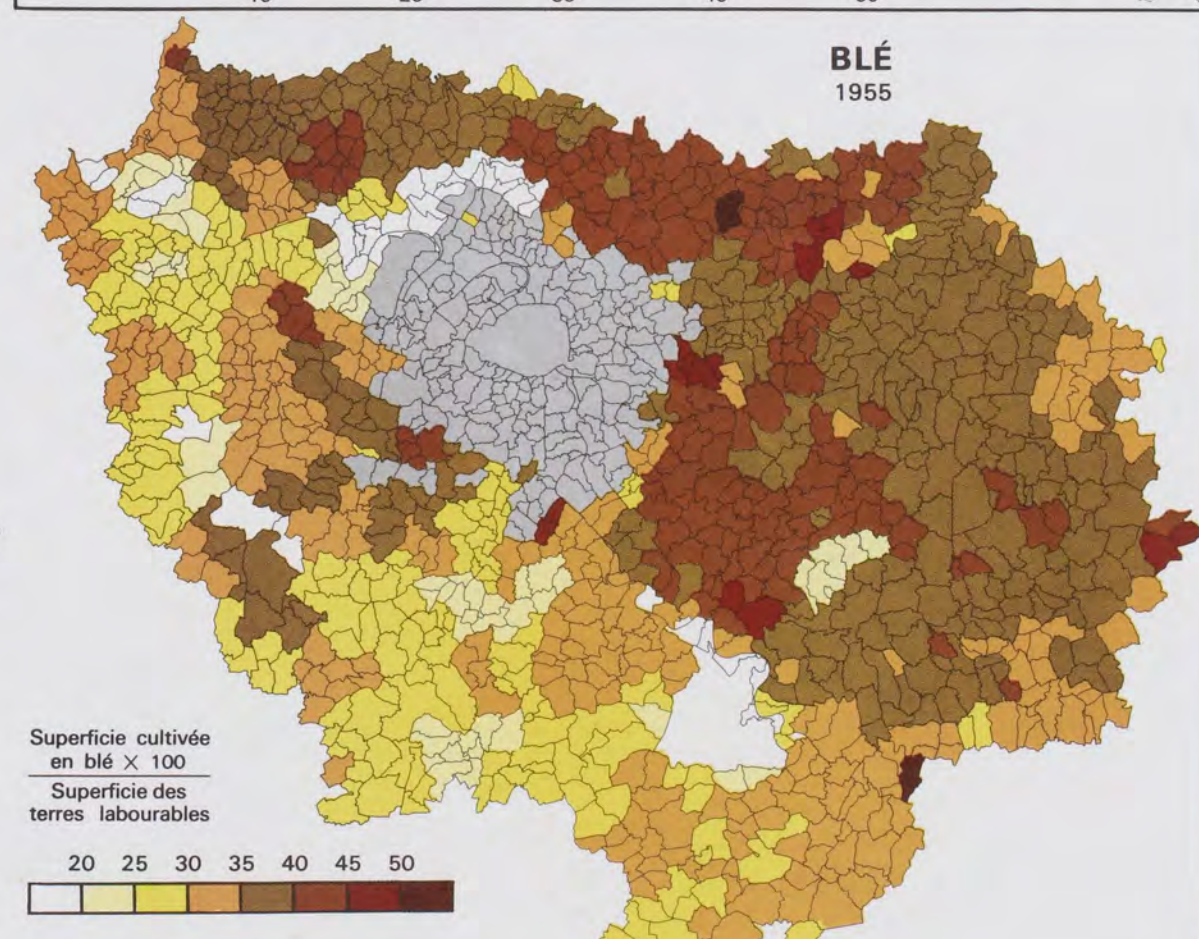 BLÉ
1955
Superficie cultivée
en blé × 100
Superficie des
terres labourables
20 25 30 35 40 45 50